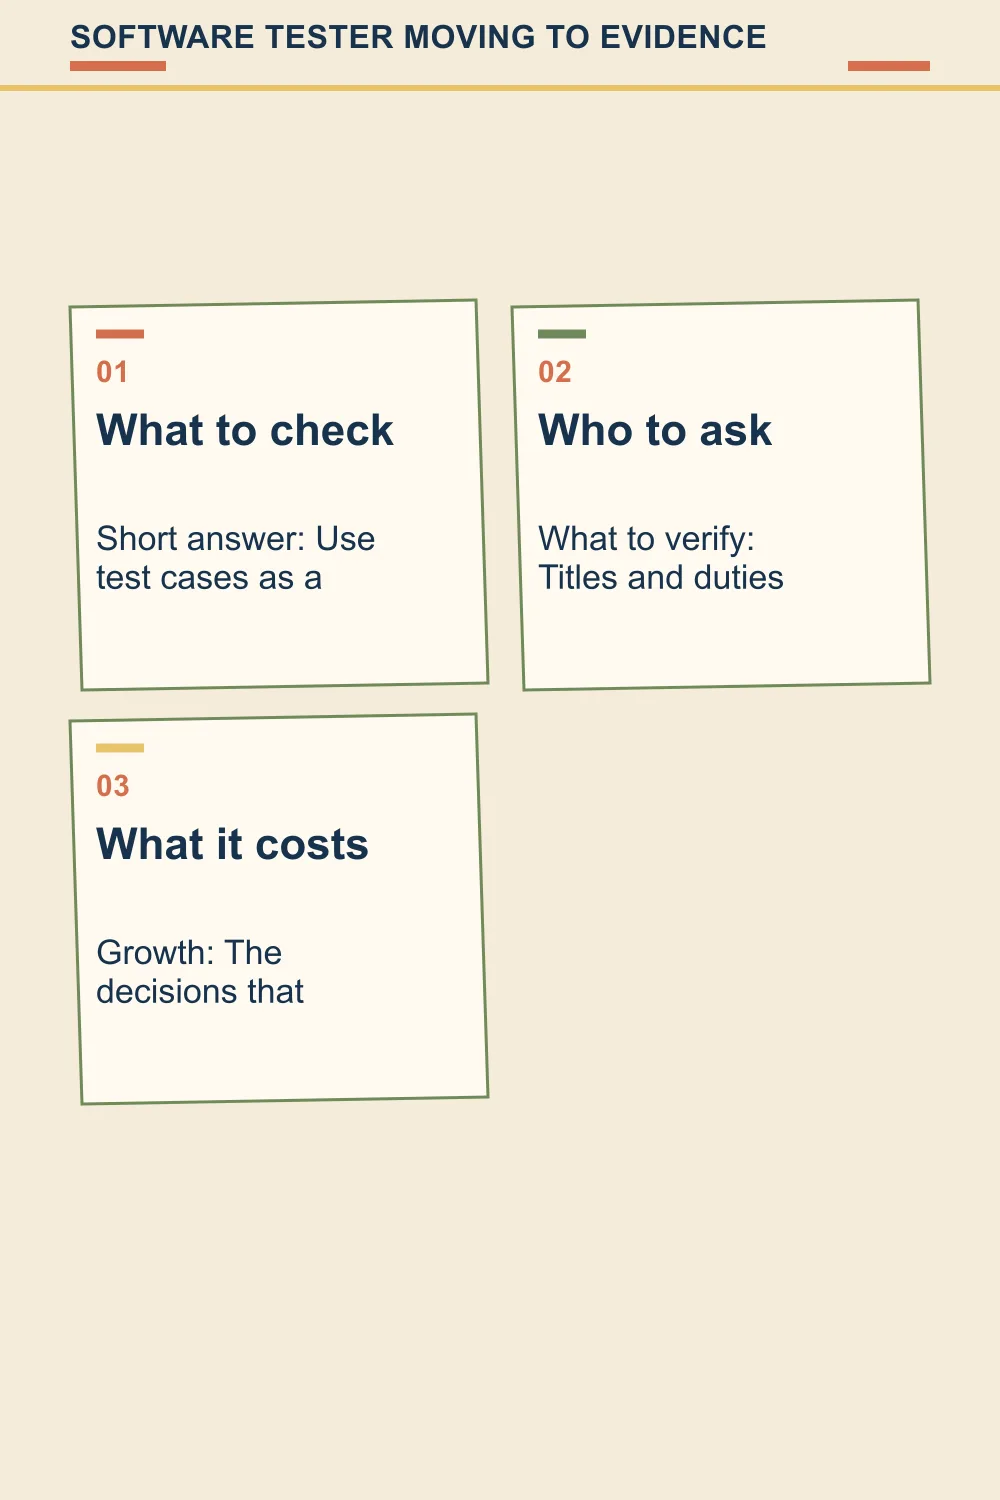 SOFTWARE TESTER MOVING TO EVIDENCE
01
What to check
Short answer: Use
test cases as a
02
Who to ask
What to verify:
Titles and duties
03
What it costs
Growth: The
decisions that